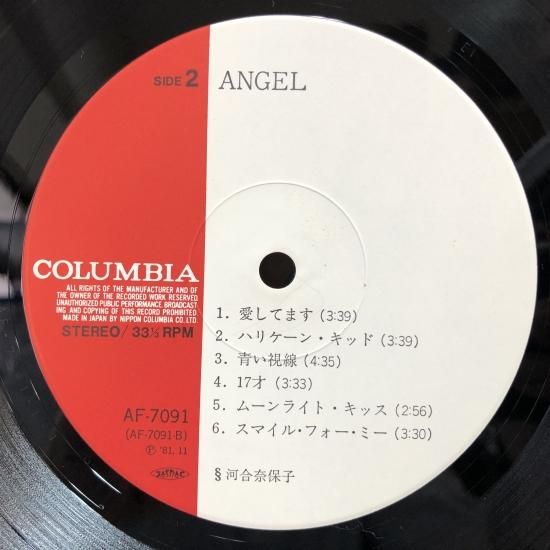 SIDE 2 ANGEL
COLUMBIA
ALL RIGHTS OF THE MANUFACTURER AND OF
THE OWNER OF THE RECORDED WORK RESERVED.
UNAUTHORIZED PUBLIC PERFORMANCE BROADCAST-
ING AND COPYING OF THIS RECORD PROHIBITED
MADE IN JAPAN BY NIPPON COLUMBIA CO. LTD.
STEREO/33⅓RPM
1. 愛してます (3:39)
2. ハリケーン・キッド (3:39)
3. 青い視線 (4:35)
4. 17才 (3:33)
5. ムーンライト・キッス (2:56)
6. スマイル・フォー・ミー (3:30)
AF-7091
(AF-7091-B)
Ⓟ '81. 11
JASRAC
§河合奈保子